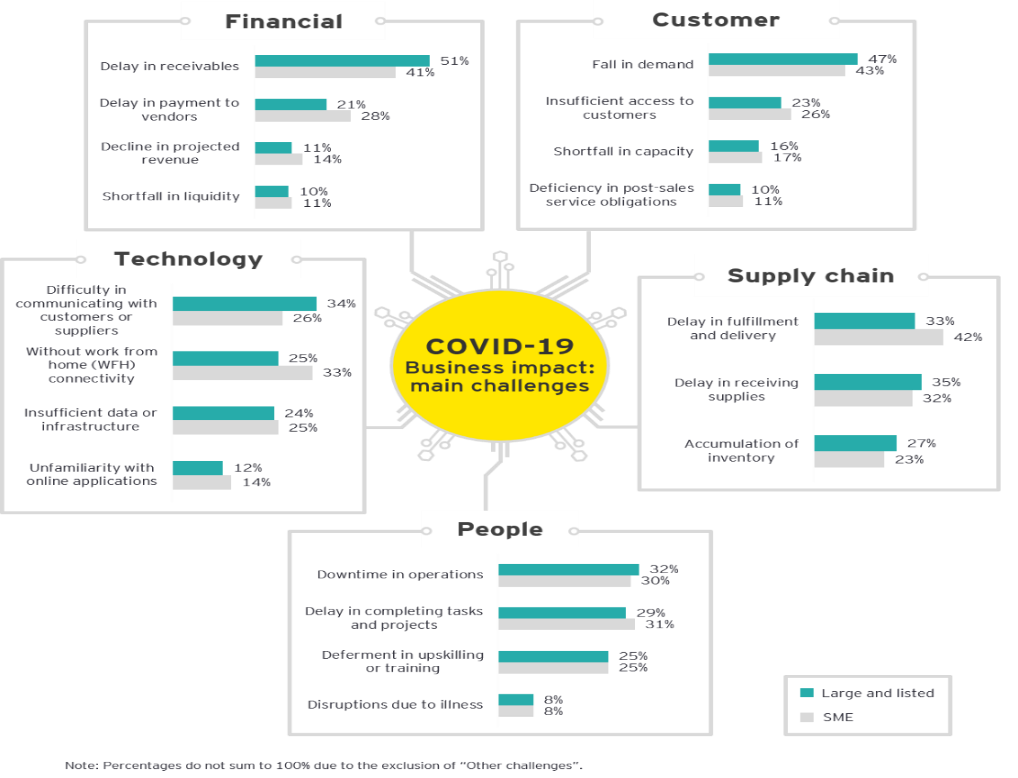 Financial
Delay in receivables
51%
41%
Delay in payment to
vendors
21%
28%
Decline in projected
revenue
11%
14%
Shortfall in liquidity
10%
11%
Customer
Fall in demand
47%
43%
Insufficient access to
customers
23%
26%
Shortfall in capacity
16%
17%
Deficiency in post-sales
service obligations
10%
11%
Technology
Difficulty in
communicating with
customers or
suppliers
34%
26%
Without work from
home (WFH)
connectivity
25%
33%
Insufficient data or
infrastructure
24%
25%
Unfamiliarity with
online applications
12%
14%
COVID-19
Business impact:
main challenges
Supply chain
Delay in fulfillment
and delivery
33%
42%
Delay in receiving
supplies
35%
32%
Accumulation of
inventory
27%
23%
People
Downtime in operations
32%
30%
Delay in completing tasks
and projects
29%
31%
Deferment in upskilling
or training
25%
25%
Disruptions due to illness
8%
8%
Large and listed
SME
Note: Percentages do not sum to 100% due to the exclusion of “Other challenges”.